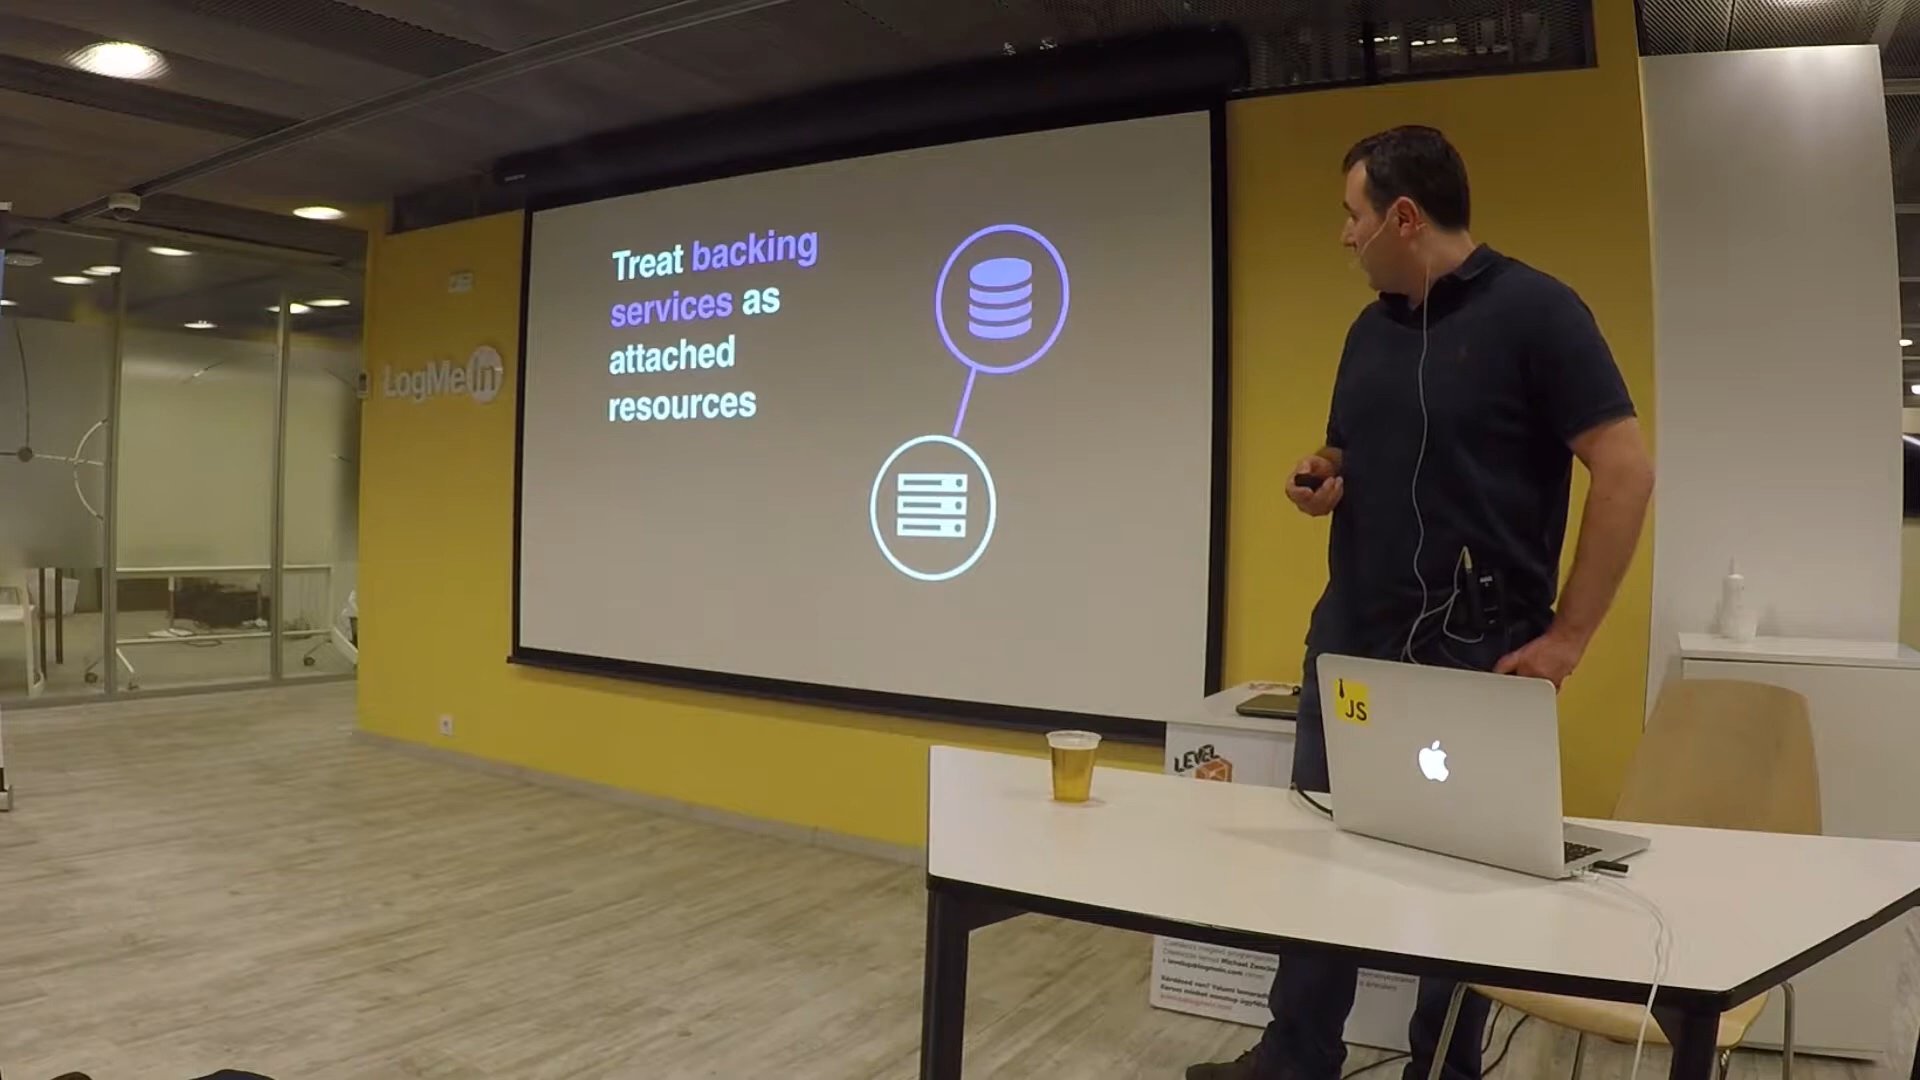 Treat backing
services as
attached
resources
LogMeIn
JS
LEVEL